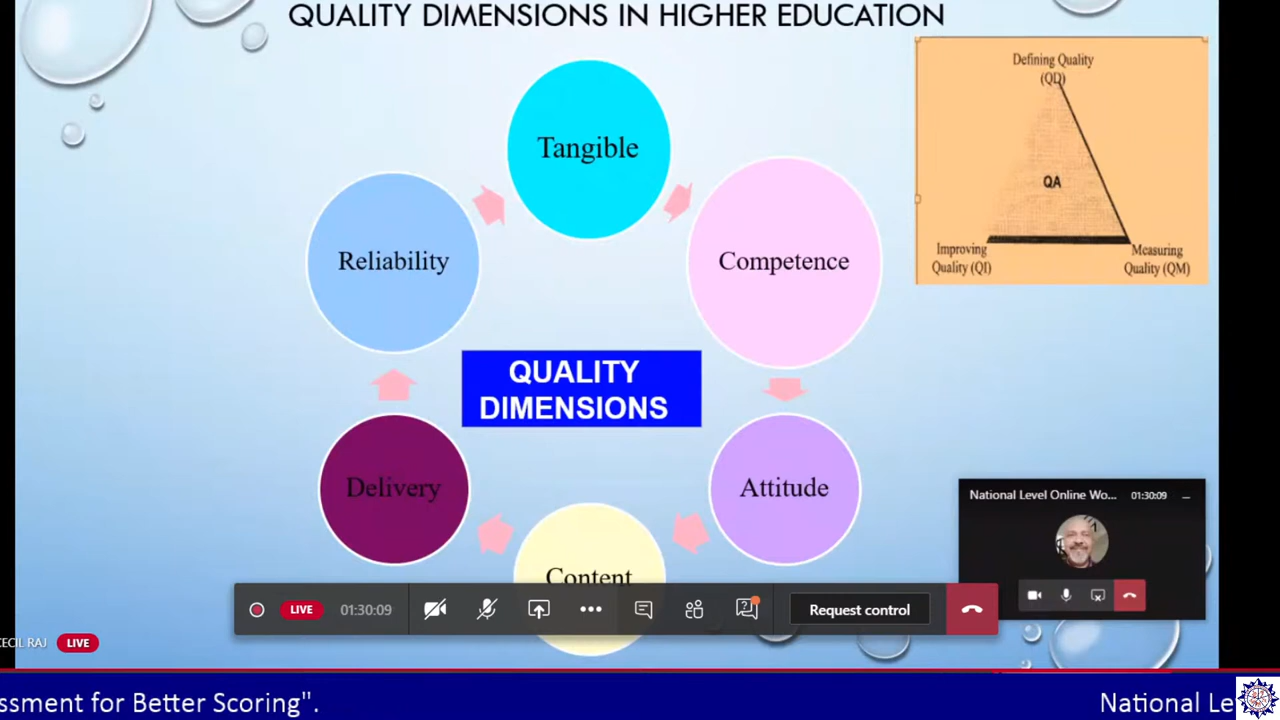 QUALITY DIMENSIONS IN HIGHER EDUCATION
Defining Quality
(QD)
QA
Improving
Quality (QI)
Measuring
Quality (QM)
Tangible
Reliability
Competence
QUALITY
DIMENSIONS
Delivery
Attitude
Content
National Level Online Wo... 01:30:09
LIVE 01:30:09
Request control
CECIL RAJ LIVE
ssment for Better Scoring".
National Le